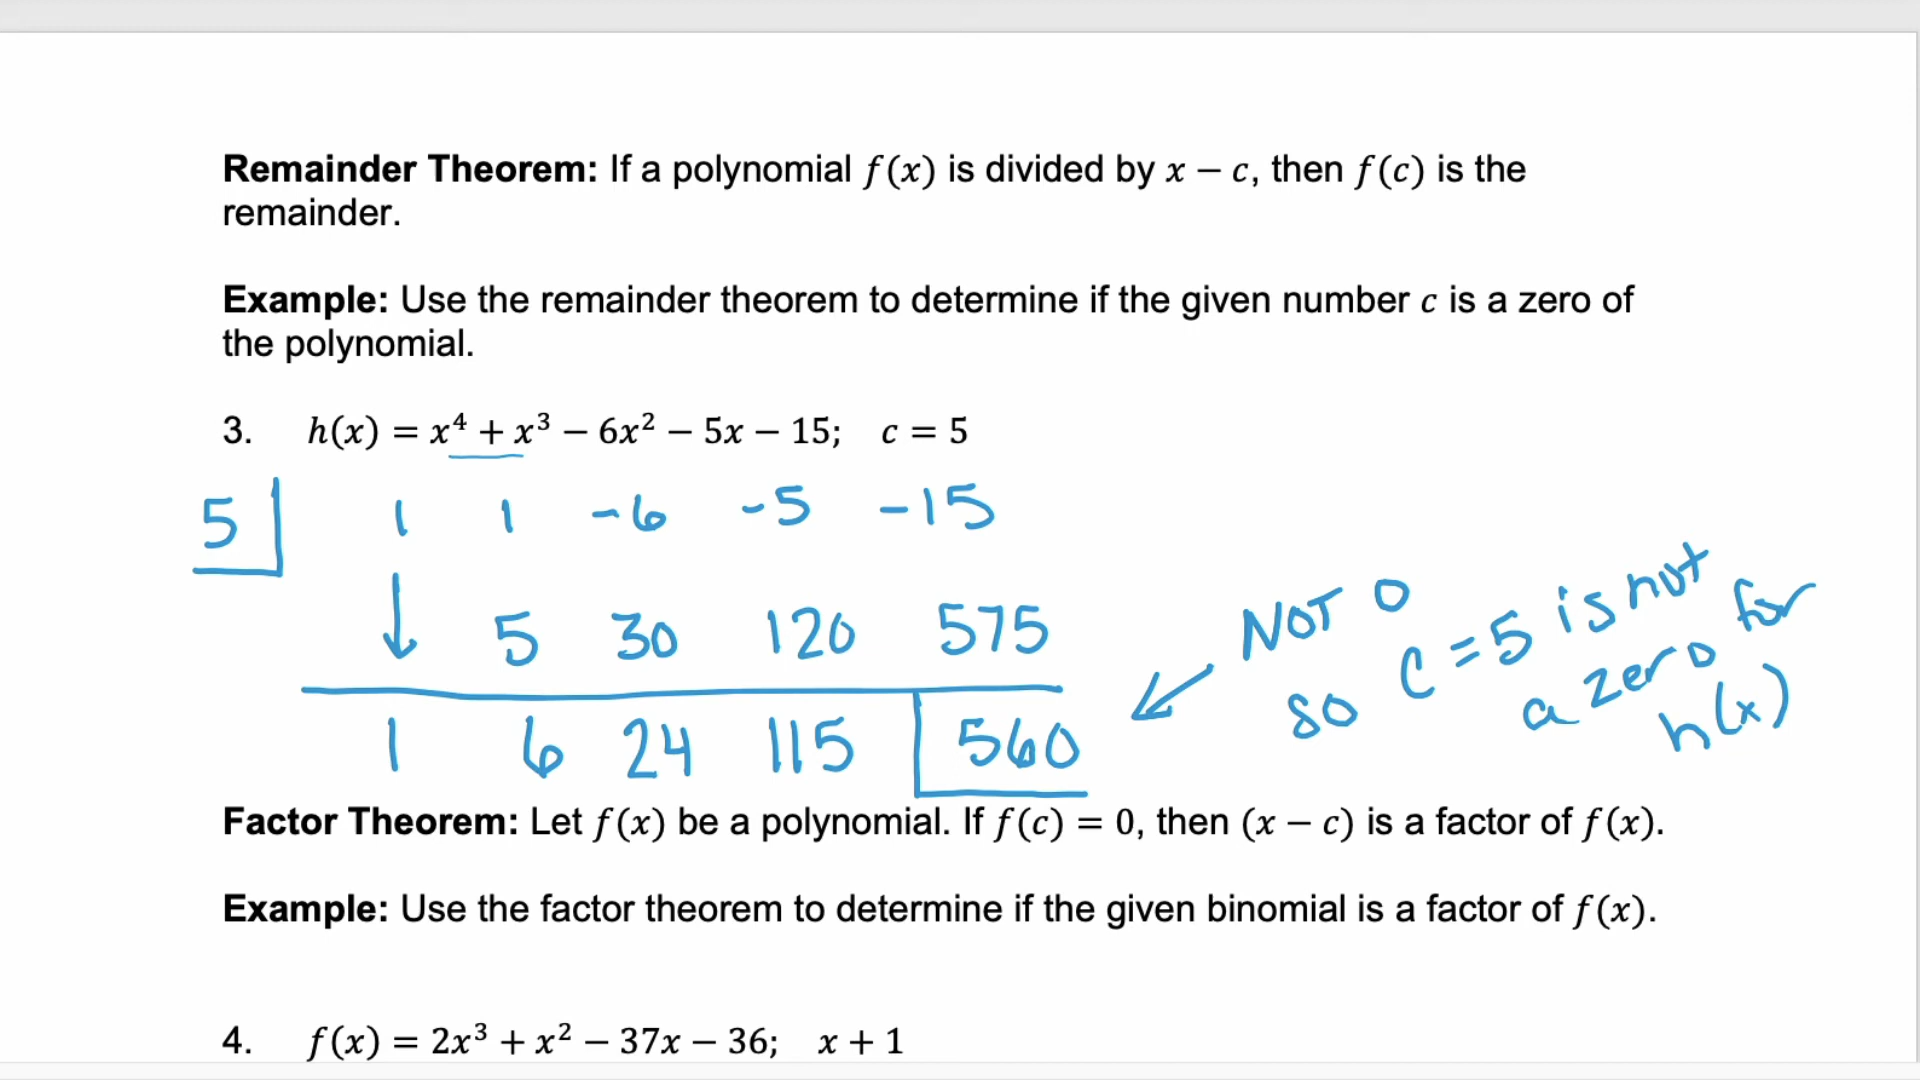 Remainder Theorem: If a polynomial f(x) is divided by x − c, then f(c) is the
remainder.
Example: Use the remainder theorem to determine if the given number c is a zero of
the polynomial.
3. h(x) = x⁴ + x³ − 6x² − 5x − 15; c = 5
5 1 1 -6 -5 -15
↓ 5 30 120 575
1 6 24 115 560
NOT 0
so c = 5 is not
a zero for
h(x)
Factor Theorem: Let f(x) be a polynomial. If f(c) = 0, then (x − c) is a factor of f(x).
Example: Use the factor theorem to determine if the given binomial is a factor of f(x).
4. f(x) = 2x³ + x² − 37x − 36; x + 1